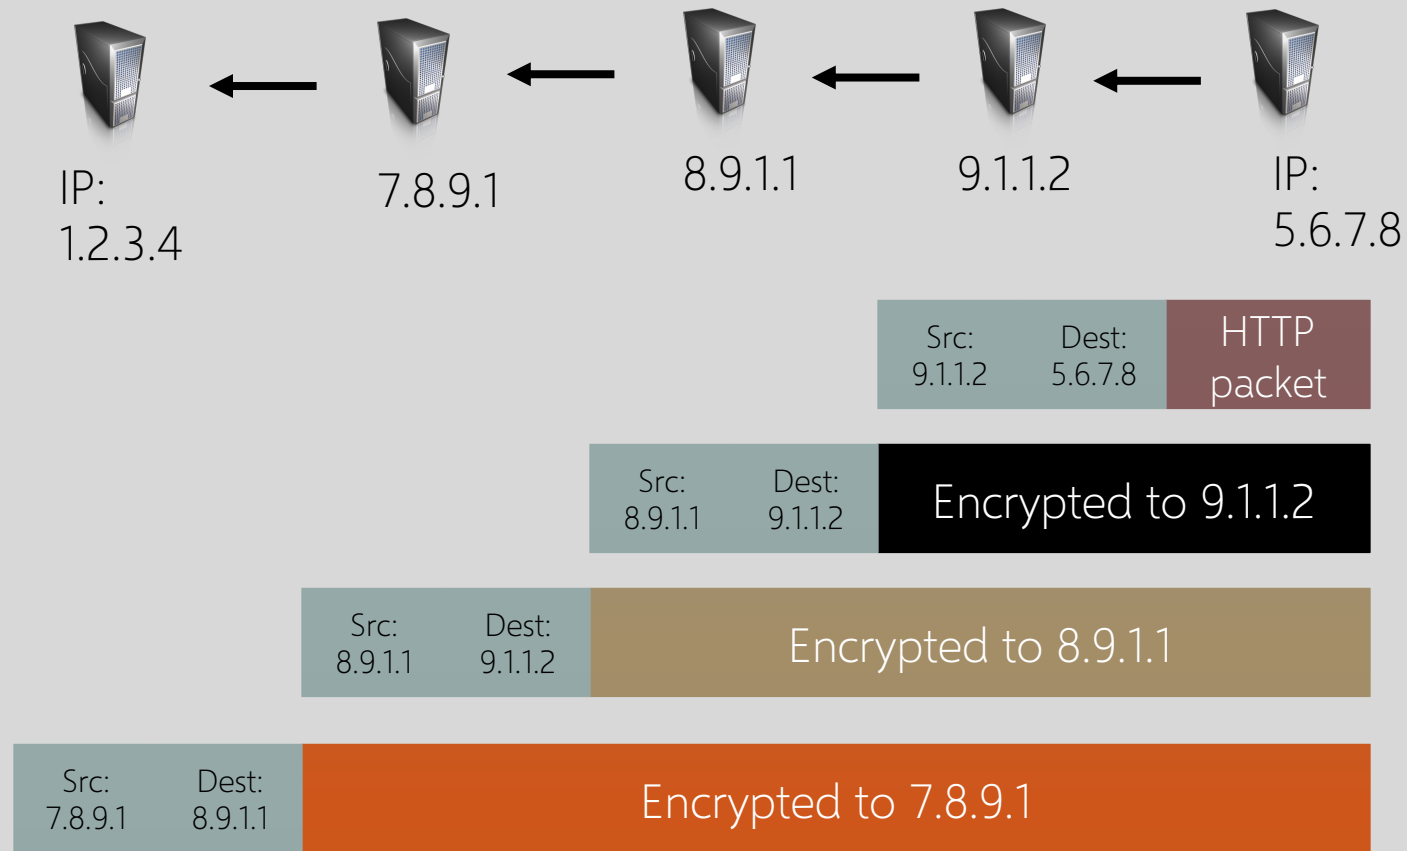 IP:
1.2.3.4
7.8.9.1
8.9.1.1
9.1.1.2
IP:
5.6.7.8
Src:
9.1.1.2
Dest:
5.6.7.8
HTTP
packet
Src:
8.9.1.1
Dest:
9.1.1.2
Encrypted to 9.1.1.2
Src:
8.9.1.1
Dest:
9.1.1.2
Encrypted to 8.9.1.1
Src:
7.8.9.1
Dest:
8.9.1.1
Encrypted to 7.8.9.1